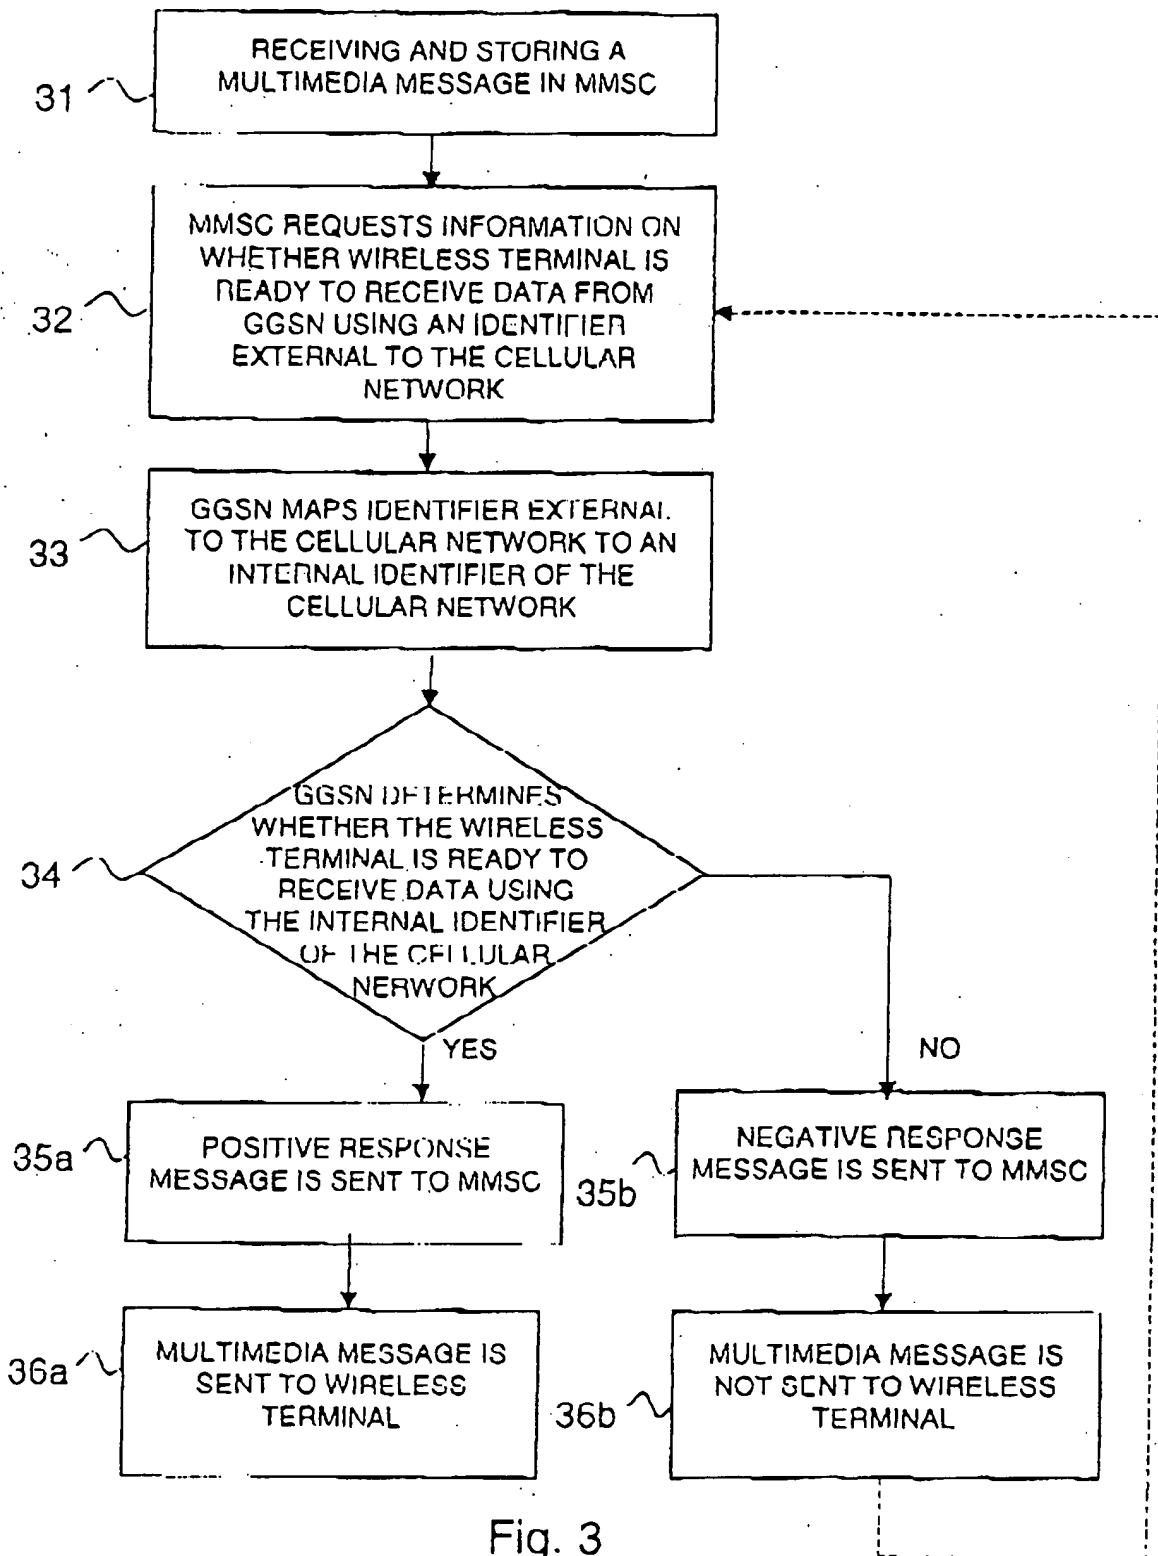 RECEIVING AND STORING A
MULTIMEDIA MESSAGE IN MMSC
31
MMSC REQUESTS INFORMATION ON
WHETHER WIRELESS TERMINAL IS
READY TO RECEIVE DATA FROM
GGSN USING AN IDENTIFIER
EXTERNAL TO THE CELLULAR
NETWORK
32
GGSN MAPS IDENTIFIER EXTERNAL
TO THE CELLULAR NETWORK TO AN
INTERNAL IDENTIFIER OF THE
CELLULAR NETWORK
33
GGSN DETERMINES
WHETHER THE WIRELESS
TERMINAL IS READY TO
RECEIVE DATA USING
THE INTERNAL IDENTIFIER
OF THE CELLULAR
NERWORK
34
YES
NO
POSITIVE RESPONSE
MESSAGE IS SENT TO MMSC
35a
NEGATIVE RESPONSE
MESSAGE IS SENT TO MMSC
35b
MULTIMEDIA MESSAGE IS
SENT TO WIRELESS
TERMINAL
36a
MULTIMEDIA MESSAGE IS
NOT SENT TO WIRELESS
TERMINAL
36b
Fig. 3